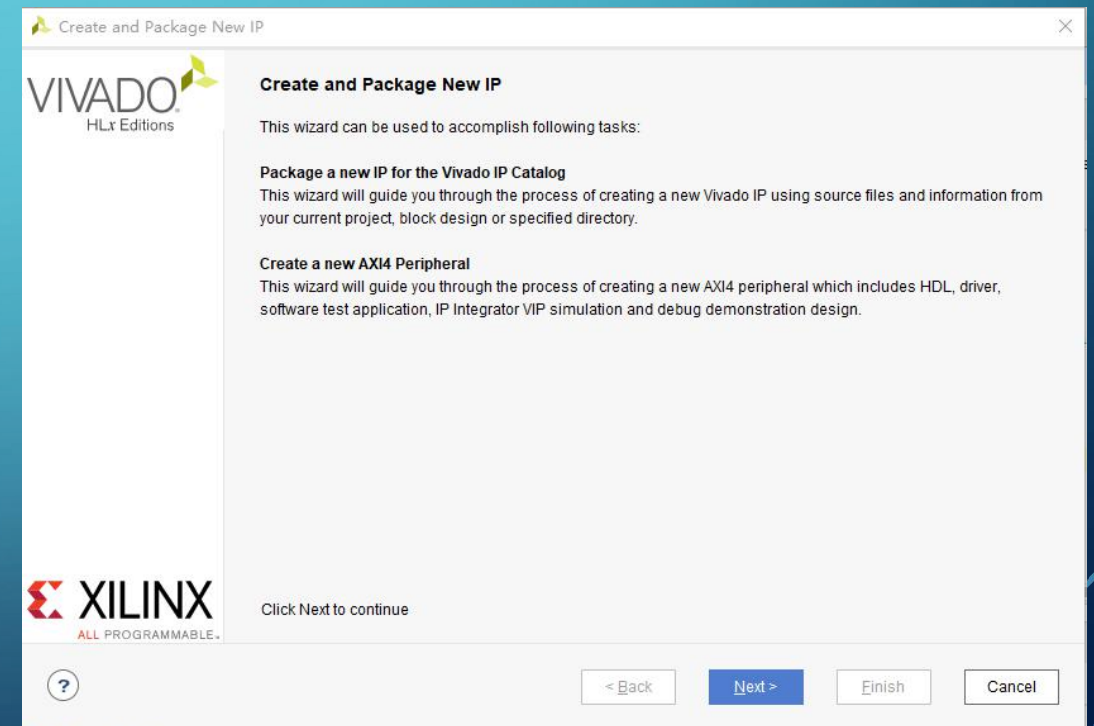 Create and Package New IP
VIVADO.
HLx Editions
Create and Package New IP
This wizard can be used to accomplish following tasks:
Package a new IP for the Vivado IP Catalog
This wizard will guide you through the process of creating a new Vivado IP using source files and information from
your current project, block design or specified directory.
Create a new AXI4 Peripheral
This wizard will guide you through the process of creating a new AXI4 peripheral which includes HDL, driver,
software test application, IP Integrator VIP simulation and debug demonstration design.
XILINX
ALL PROGRAMMABLE.
Click Next to continue
?
< Back
Next >
Finish
Cancel